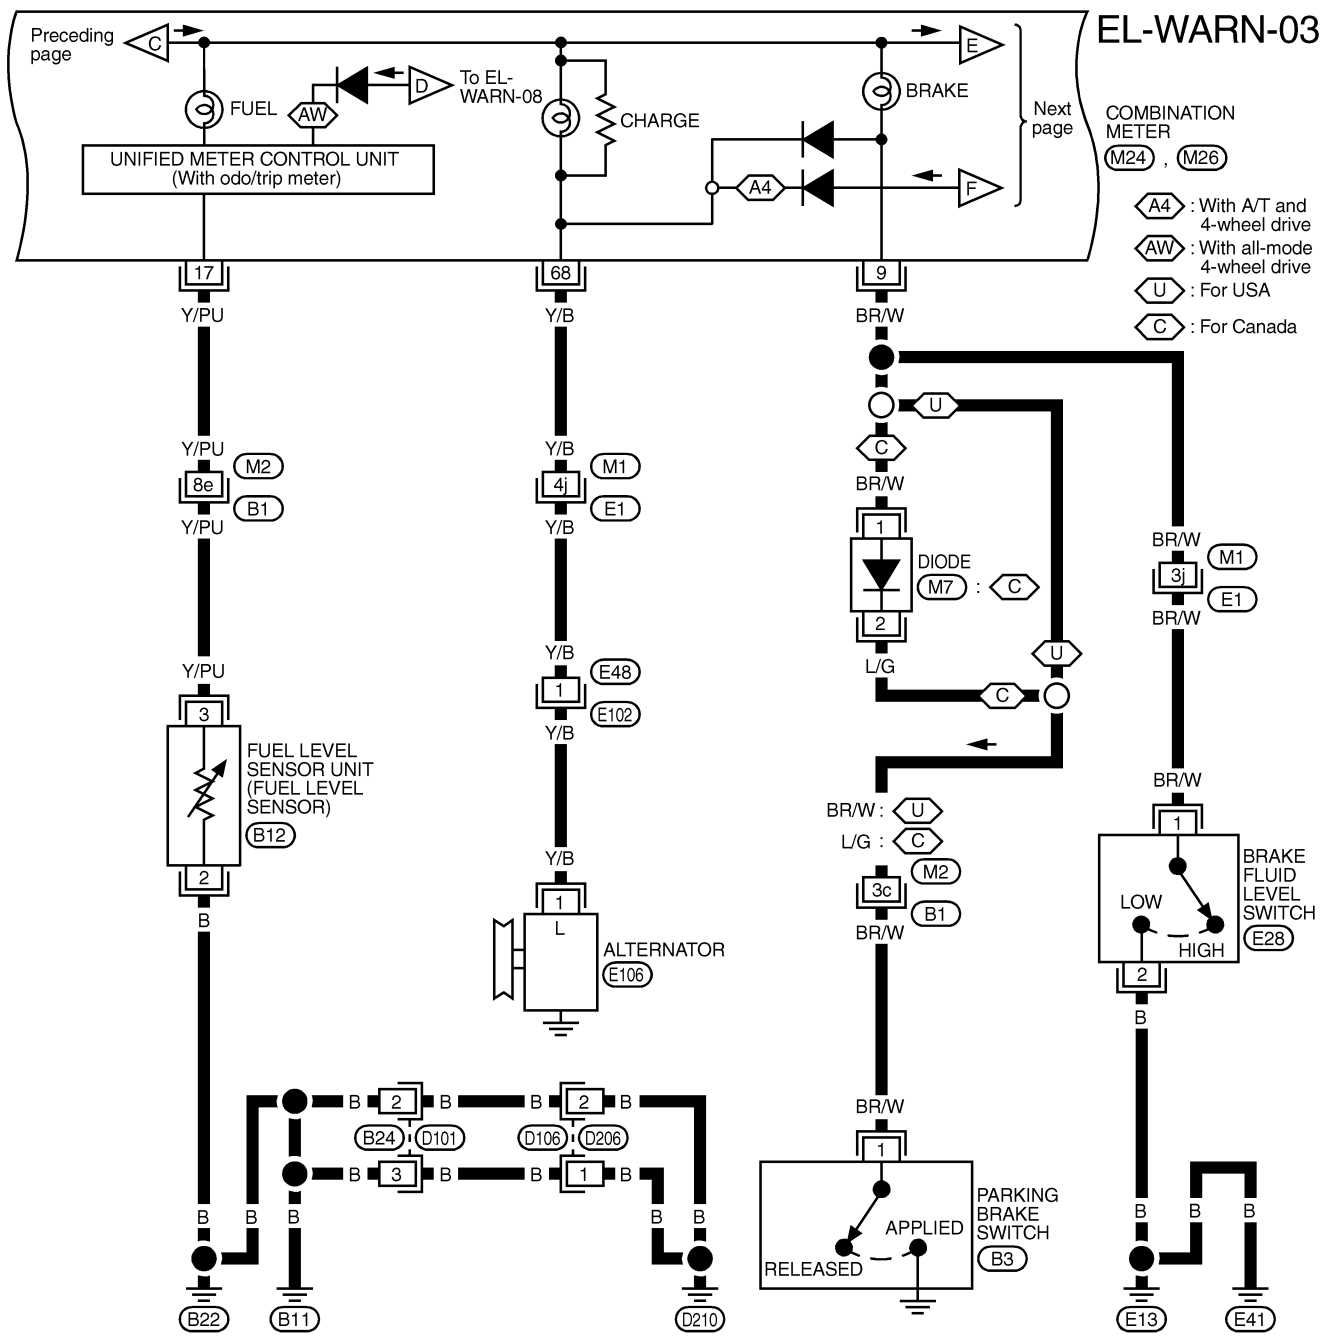 EL-WARN-03
Preceding
page
C
E
FUEL
AW
D
To EL-
WARN-08
CHARGE
BRAKE
Next
page
UNIFIED METER CONTROL UNIT
(With odo/trip meter)
A4
F
COMBINATION
METER
M24 , M26
A4 : With A/T and
4-wheel drive
AW : With all-mode
4-wheel drive
U : For USA
C : For Canada
17
68
9
Y/PU
Y/B
BR/W
U
C
Y/PU
M2
8e
B1
Y/PU
Y/B
M1
4j
E1
Y/B
BR/W
1
DIODE
M7 : C
2
L/G
U
C
BR/W
M1
3j
E1
BR/W
Y/PU
3
FUEL LEVEL
SENSOR UNIT
(FUEL LEVEL
SENSOR)
B12
2
B
Y/B
E48
1
E102
Y/B
Y/B
1
L
ALTERNATOR
E106
BR/W : U
L/G : C
M2
3c
B1
BR/W
BR/W
1
BRAKE
FLUID
LEVEL
SWITCH
E28
LOW
HIGH
2
B
B 2 B
B 2 B
B24 D101
D106 D206
B 3 B
B 1 B
BR/W
1
PARKING
BRAKE
SWITCH
B3
APPLIED
RELEASED
B B B
B B
B B B
B22
B11
D210
E13
E41